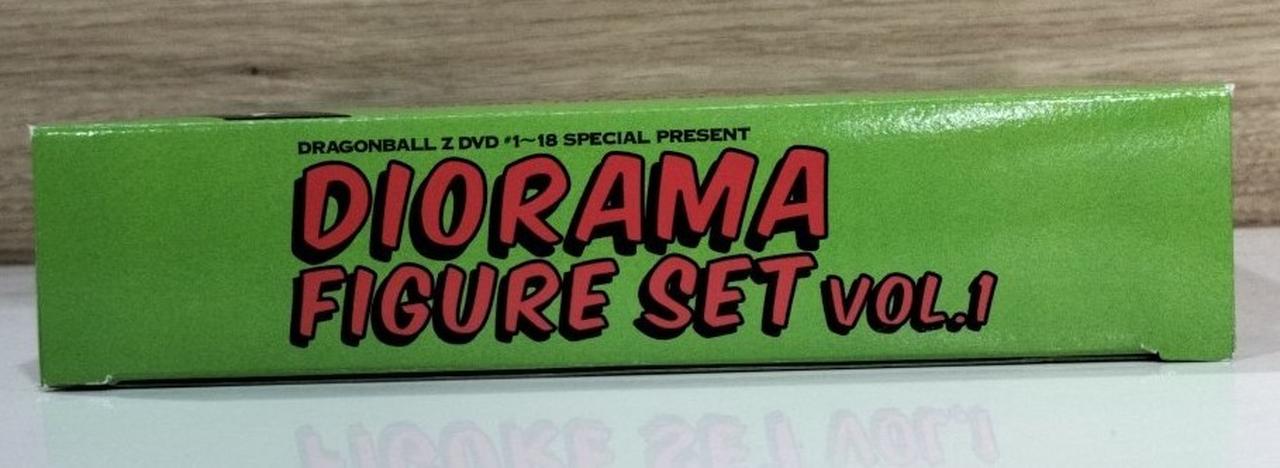 DRAGONBALL Z DVD #1~18 SPECIAL PRESENT
DIORAMA
FIGURE SET VOL.1